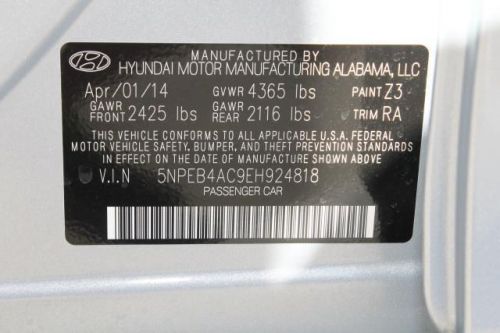 MANUFACTURED BY
HYUNDAI MOTOR MANUFACTURING ALABAMA, LLC
Apr/01/14 GVWR 4365 lbs PAINT Z3
GAWR FRONT 2425 lbs GAWR REAR 2116 lbs TRIM RA
THIS VEHICLE CONFORMS TO ALL APPLICABLE U.S.A. FEDERAL
MOTOR VEHICLE SAFETY, BUMPER, AND THEFT PREVENTION STANDARDS
IN EFFECT ON THE DATE OF MANUFACTURE SHOWN ABOVE.
V.I.N 5NPEB4AC9EH924818
PASSENGER CAR